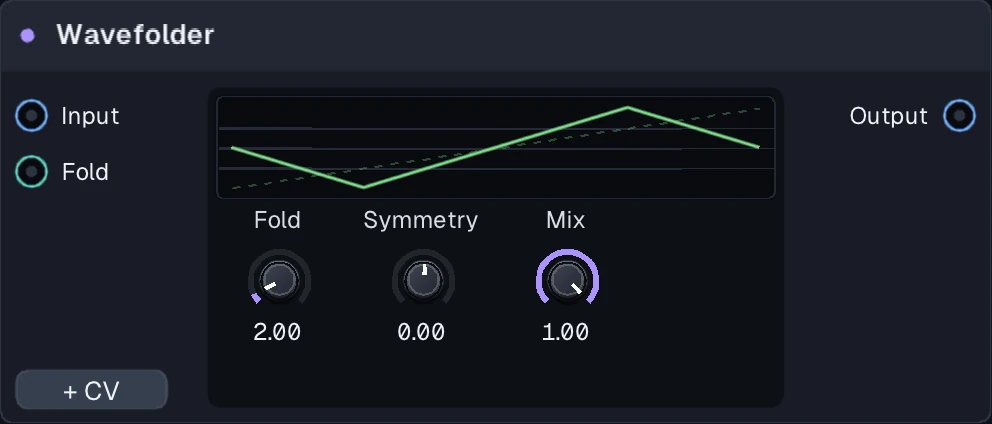 Wavefolder
Input
Output
Fold
Fold Symmetry Mix
2.00 0.00 1.00
+ CV